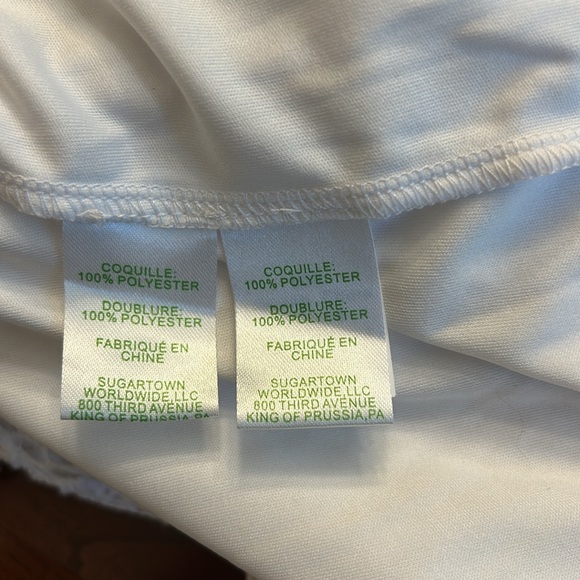 COQUILLE:
100% POLYESTER
DOUBLURE:
100% POLYESTER
FABRIQUÉ EN
CHINE
SUGARTOWN
WORLDWIDE,LLC
800 THIRD AVENUE
KING OF PRUSSIA,PA
COQUILLE:
100% POLYESTER
DOUBLURE:
100% POLYESTER
FABRIQUÉ EN
CHINE
SUGARTOWN
WORLDWIDE,LLC
800 THIRD AVENUE
KING OF PRUSSIA,PA